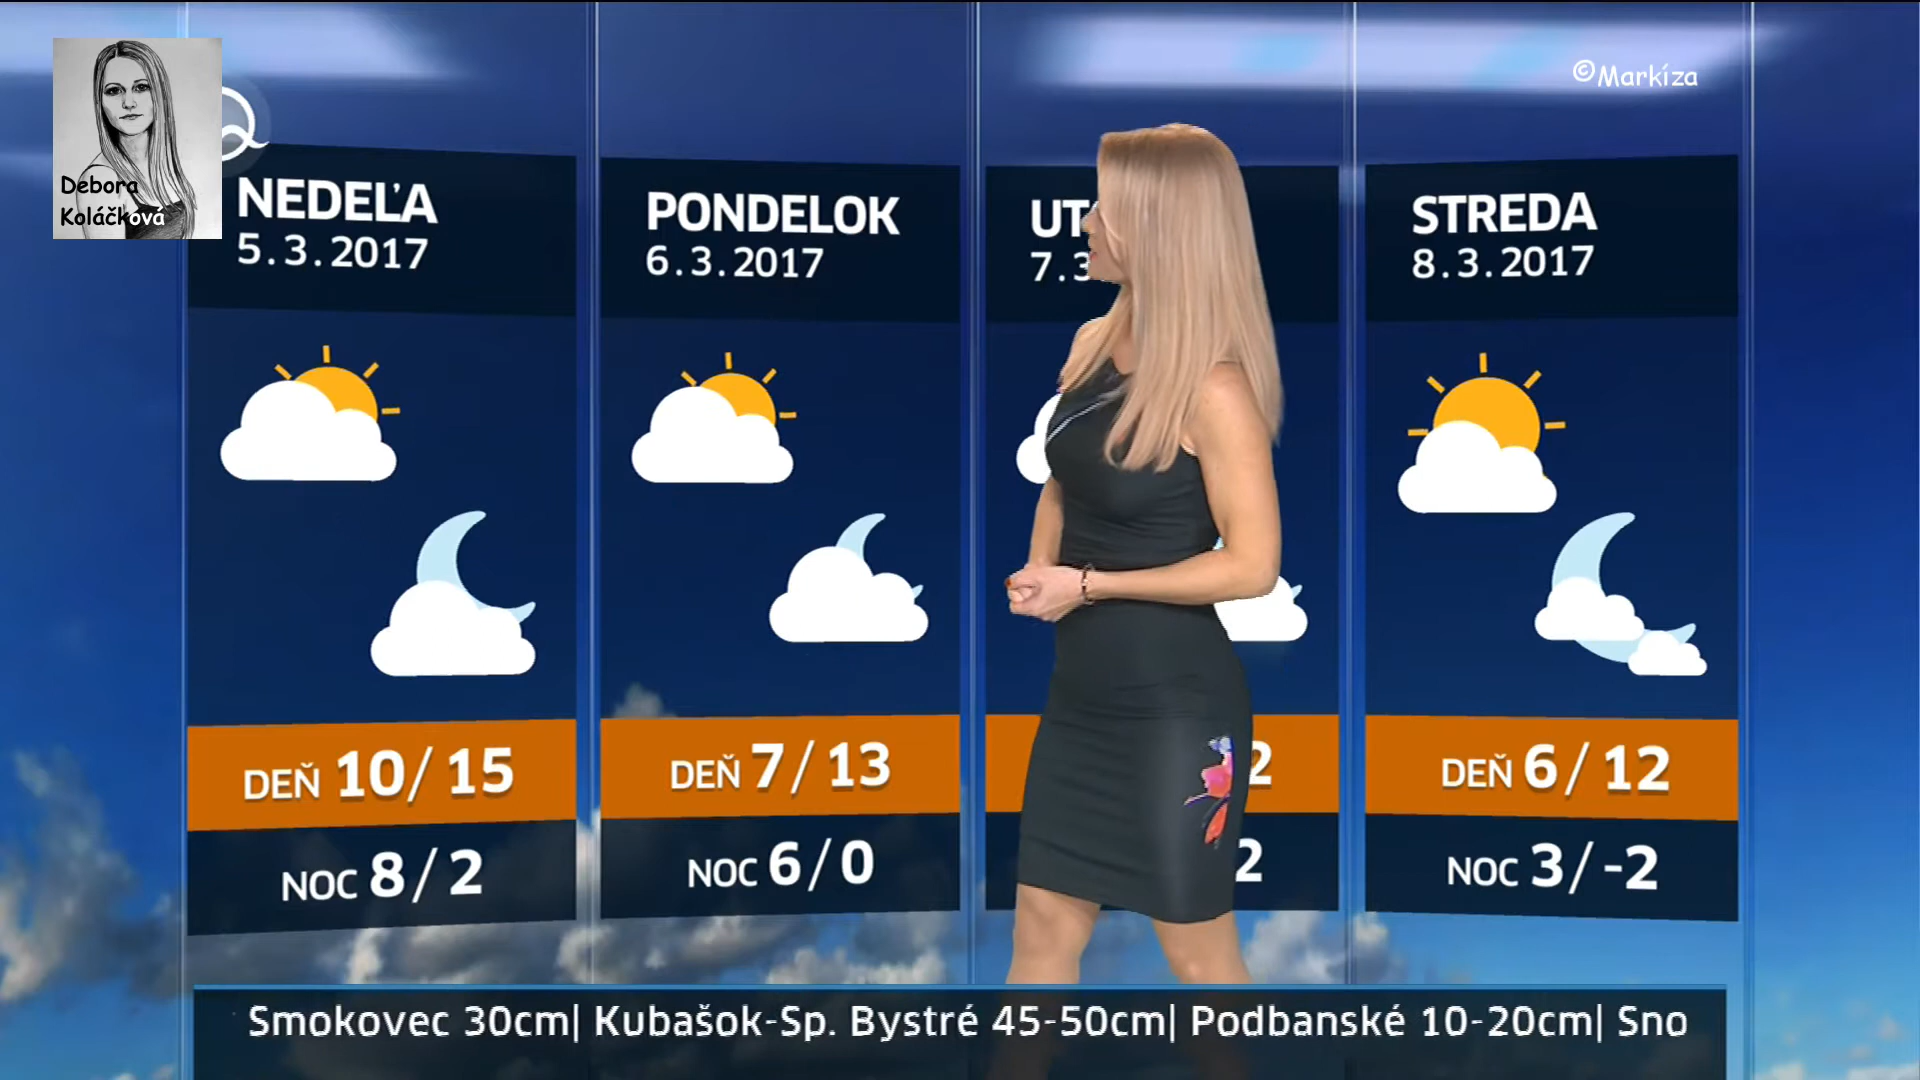 Debora
Koláčková
©Markíza
NEDEĽA
5.3.2017
DEŇ 10/15
NOC 8/2
PONDELOK
6.3.2017
DEŇ 7/13
NOC 6/0
7.3
2
2
STREDA
8.3.2017
DEŇ 6/12
NOC 3/-2
Smokovec 30cm| Kubašok-Sp. Bystré 45-50cm| Podbanské 10-20cm| Sno